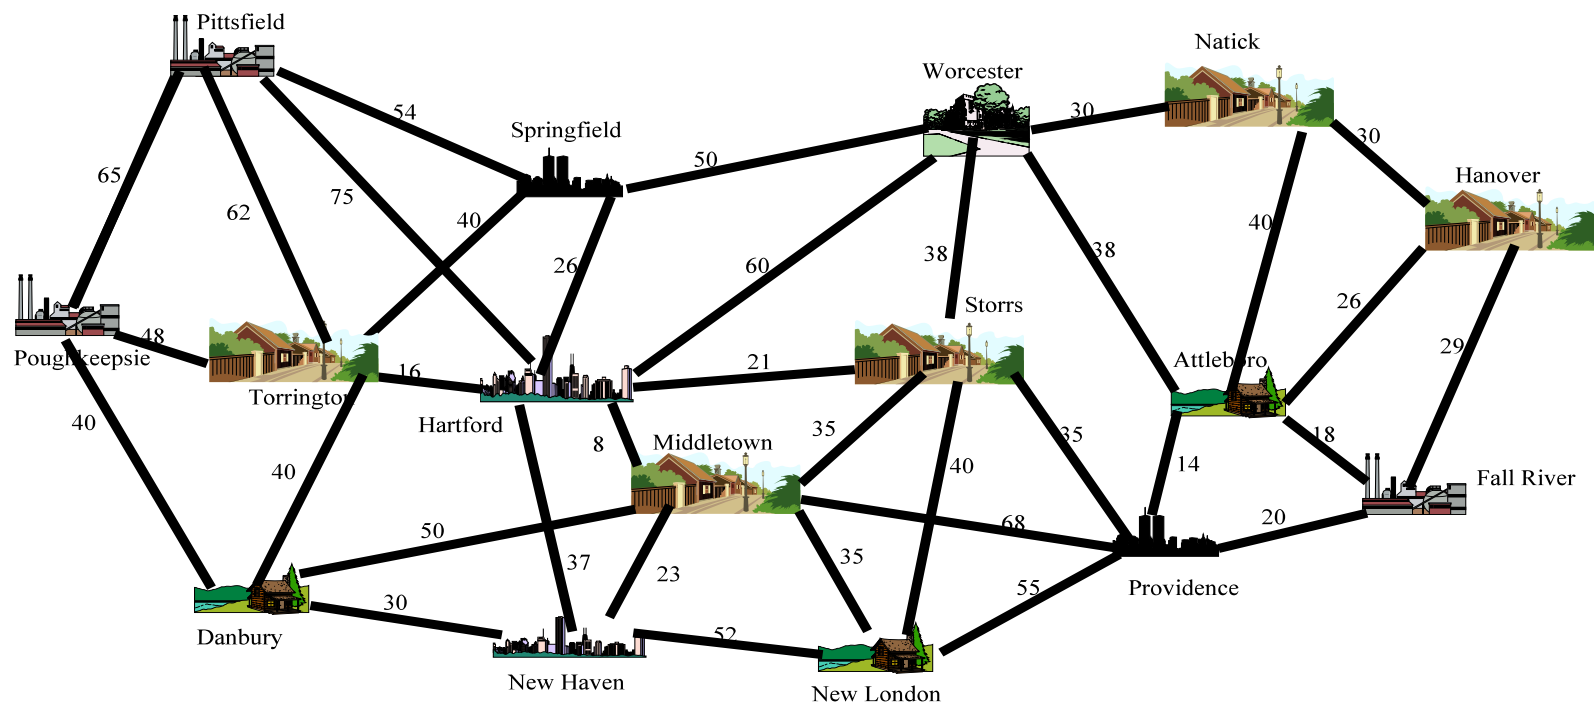 Pittsfield
Natick
Worcester
54
30
Springfield
30
50
65
75
Hanover
62
40
40
26
60
38
38
Storrs
26
48
Poughkeepsie
21
Attleboro
29
16
Torrington
Hartford
40
8
Middletown
35
35
18
40
40
14
Fall River
50
68
20
37
23
35
55
Providence
30
Danbury
52
New Haven
New London